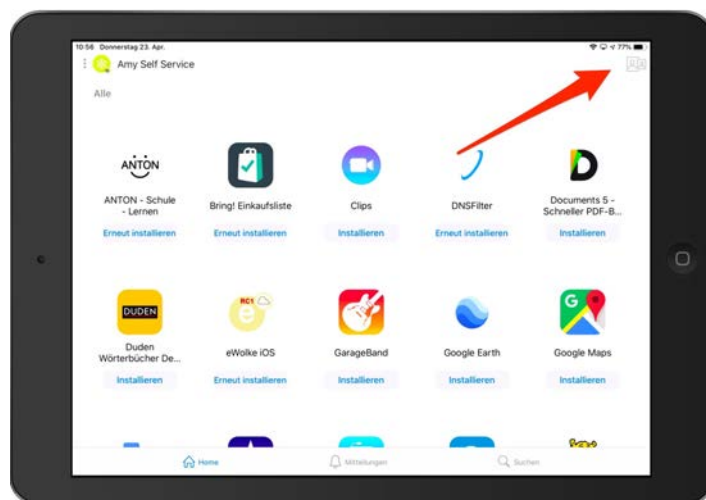 10:56 Donnerstag 23. Apr.
77%
Amy Self Service
Alle
ANTON
ANTON - Schule
- Lernen
Erneut installieren
Bring! Einkaufsliste
Erneut installieren
Clips
Installieren
DNSFilter
Erneut installieren
Documents 5 -
Schneller PDF-B...
Installieren
DUDEN
Duden
Wörterbücher De...
Installieren
RC1
e
eWolke iOS
Erneut installieren
GarageBand
Installieren
Google Earth
Installieren
G
Google Maps
Installieren
Home
Mitteilungen
Suchen